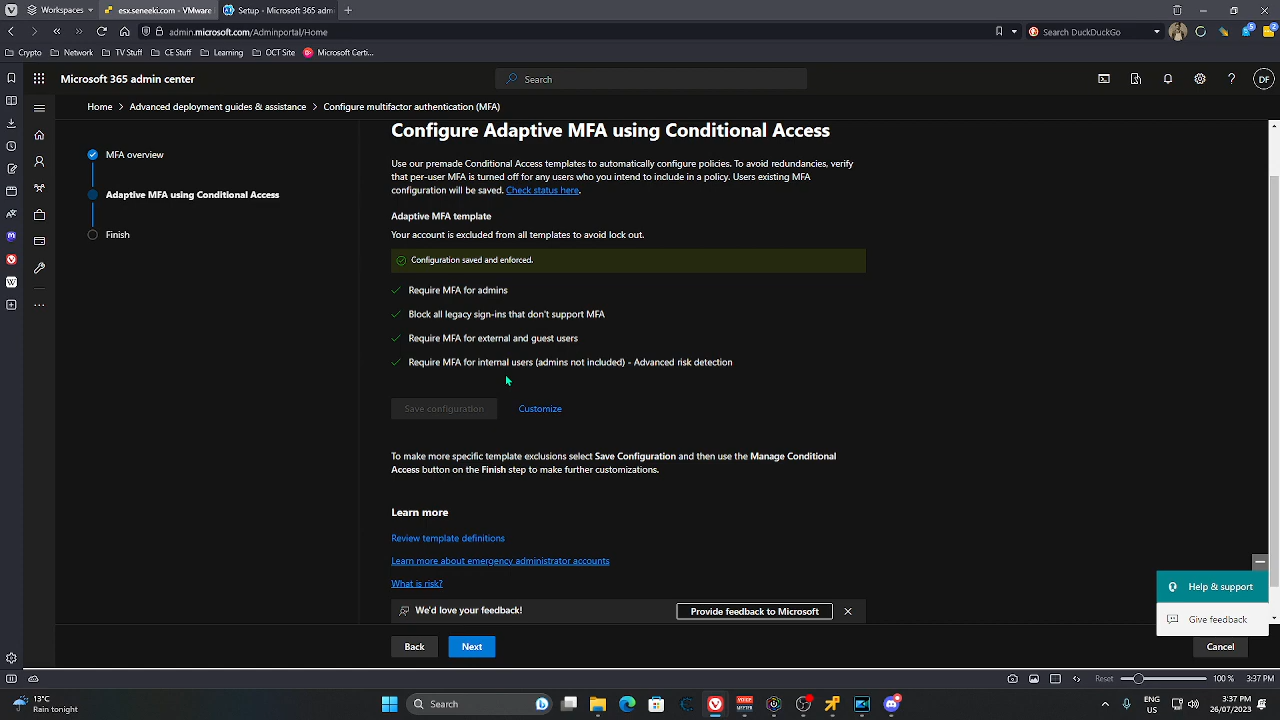 Workspaces
esx.seneki.com - VMware
Setup - Microsoft 365 adm
admin.microsoft.com/Adminportal/Home
Search DuckDuckGo
Crypto
Network
TV Stuff
CE Stuff
Learning
OCT Site
Microsoft Certi...
Microsoft 365 admin center
Search
DF
Home > Advanced deployment guides & assistance > Configure multifactor authentication (MFA)
MFA overview
Adaptive MFA using Conditional Access
Finish
Configure Adaptive MFA using Conditional Access
Use our premade Conditional Access templates to automatically configure policies. To avoid redundancies, verify
that per-user MFA is turned off for any users who you intend to include in a policy. Users existing MFA
configuration will be saved. Check status here.
Adaptive MFA template
Your account is excluded from all templates to avoid lock out.
Configuration saved and enforced.
Require MFA for admins
Block all legacy sign-ins that don't support MFA
Require MFA for external and guest users
Require MFA for internal users (admins not included) - Advanced risk detection
Save configuration
Customize
To make more specific template exclusions select Save Configuration and then use the Manage Conditional
Access button on the Finish step to make further customizations.
Learn more
Review template definitions
Learn more about emergency administrator accounts
What is risk?
We'd love your feedback!
Provide feedback to Microsoft
Help & support
Give feedback
Back
Next
Cancel
Reset
100 %
3:37 PM
13°C
Rain tonight
Search
ENG
US
3:37 PM
26/07/2023